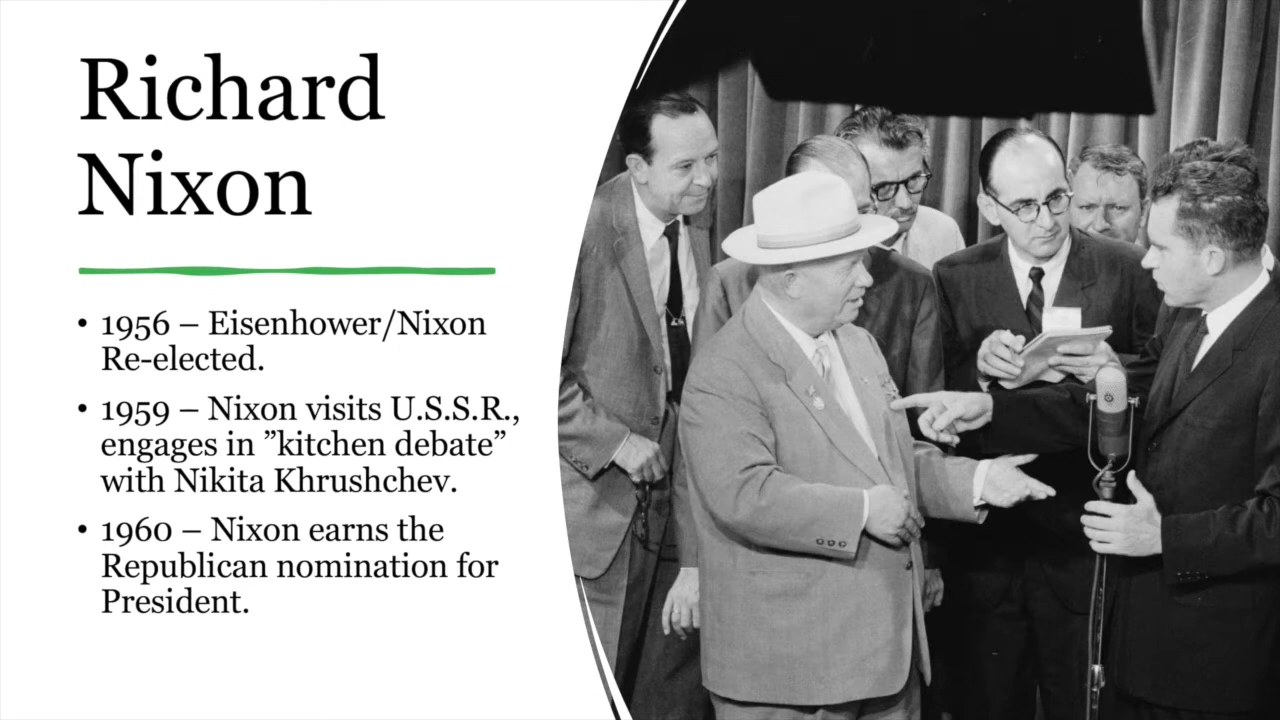 Richard
Nixon
• 1956 – Eisenhower/Nixon
Re-elected.
• 1959 – Nixon visits U.S.S.R.,
engages in ”kitchen debate”
with Nikita Khrushchev.
• 1960 – Nixon earns the
Republican nomination for
President.